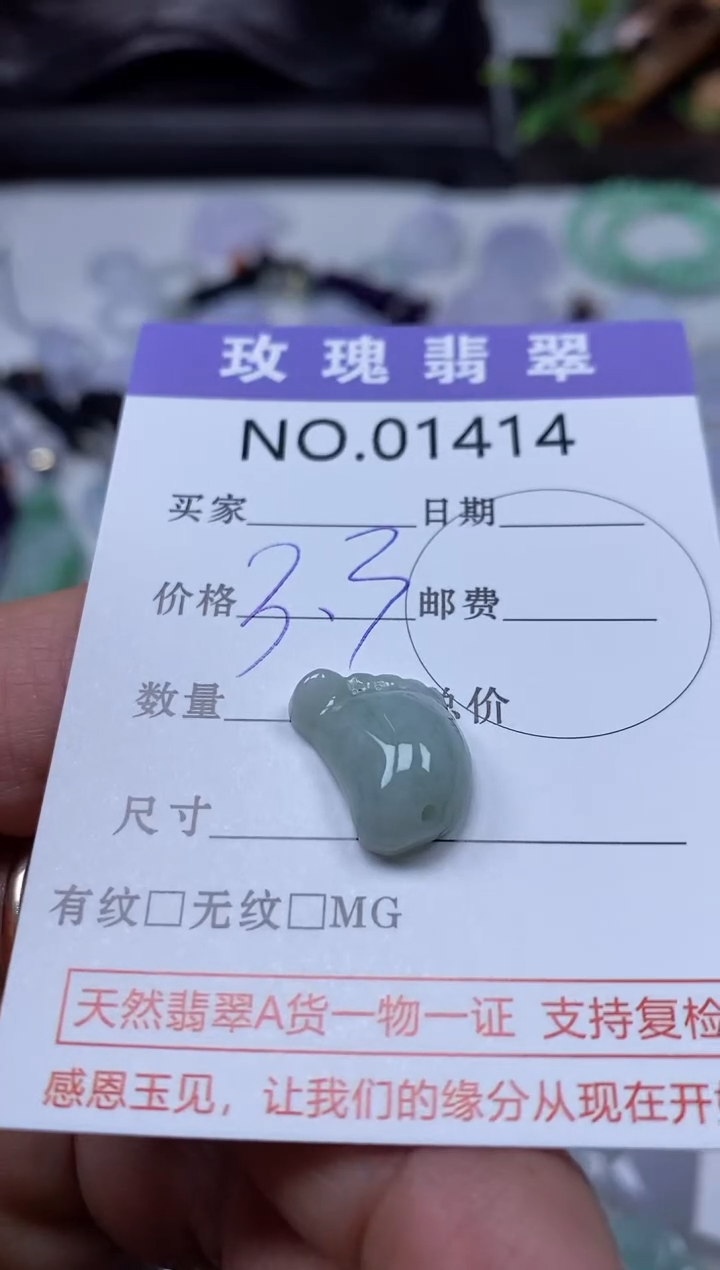 玫瑰翡翠
NO.01414
买家 日期
价格 3.3 邮费
数量 总价
尺寸
有纹□无纹□MG
天然翡翠A货一物一证 支持复检
感恩玉见，让我们的缘分从现在开